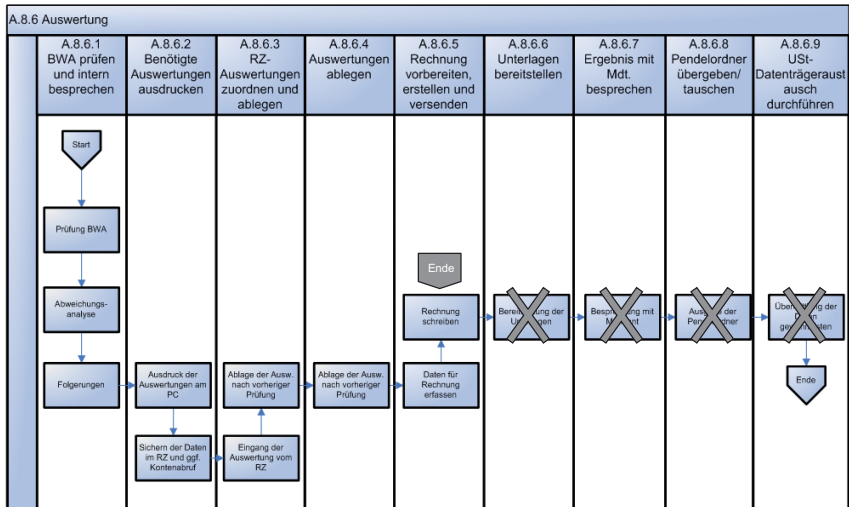 A.8.6 Auswertung
A.8.6.1
BWA prüfen
und intern
besprechen
A.8.6.2
Benötigte
Auswertungen
ausdrucken
A.8.6.3
RZ-
Auswertungen
zuordnen und
ablegen
A.8.6.4
Auswertungen
ablegen
A.8.6.5
Rechnung
vorbereiten,
erstellen und
versenden
A.8.6.6
Unterlagen
bereitstellen
A.8.6.7
Ergebnis mit
Mdt.
besprechen
A.8.6.8
Pendelordner
übergeben/
tauschen
A.8.6.9
USt-
Datenträgeraust
ausch
durchführen
Start
Prüfung BWA
Abweichungs-
analyse
Folgerungen
Ausdruck der
Auswertungen am
PC
Sichern der Daten
im RZ und ggf.
Kontenabruf
Ablage der Ausw.
nach vorheriger
Prüfung
Eingang der
Auswertung vom
RZ
Ablage der Ausw.
nach vorheriger
Prüfung
Ende
Rechnung
schreiben
Daten für
Rechnung
erfassen
der
mit
der
der
Ende